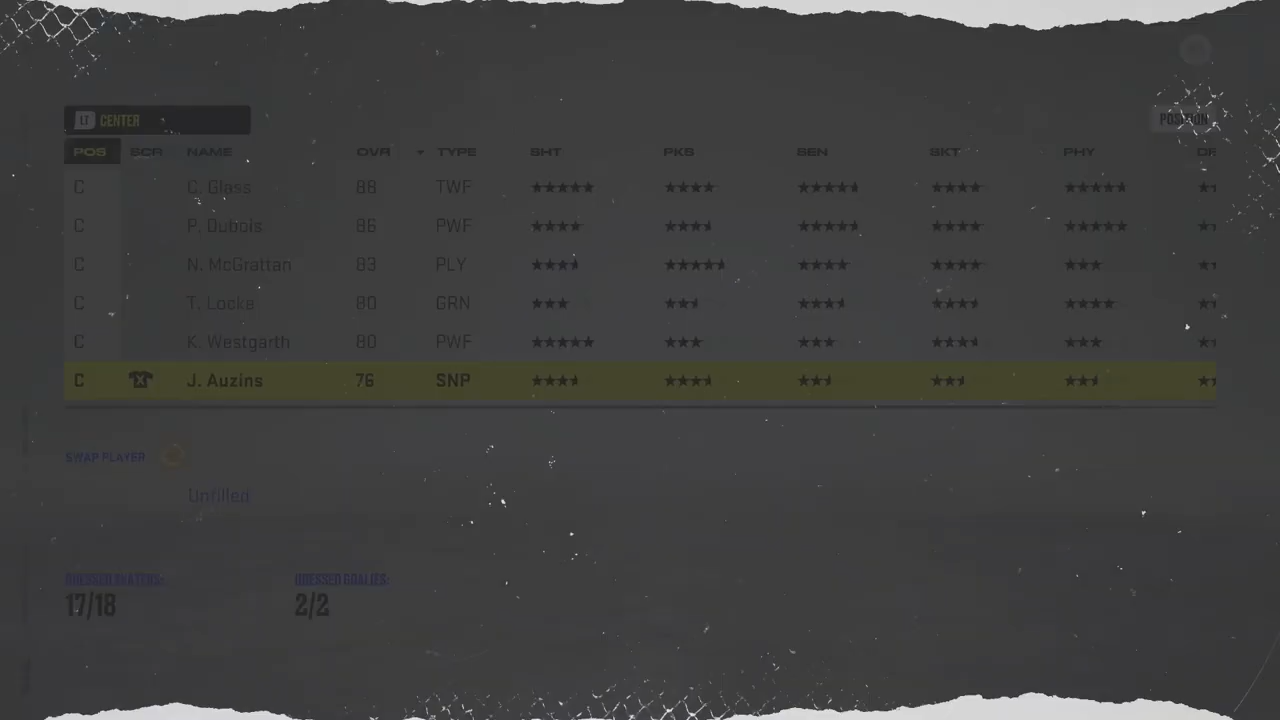 LT CENTER
POSITION
POS SCR NAME OVR TYPE SHT PKS SEN SKT PHY
C C. Glass 88 TWF ★★★★★ ★★★★ ★★★★★ ★★★★ ★★★★★
C P. Dubois 86 PWF
C N. McGrattan 83 PLY
C T. Locke 80 GRN
C K. Westgarth 80 PWF
C X J. Auzins 76 SNP
SWAP PLAYER
Unfilled
DRESSED SKATERS: DRESSED GOALIES:
17/18 2/2